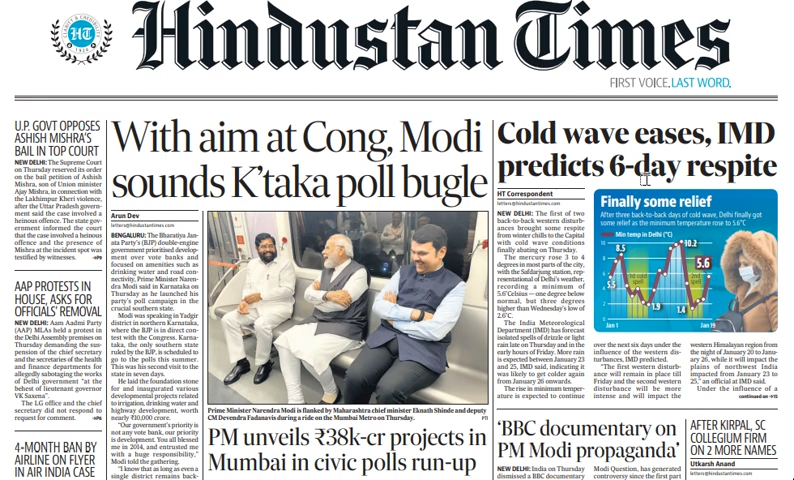 Hindustan Times
FIRST VOICE. LAST WORD.
HT
U.P. GOVT OPPOSES
ASHISH MISHRA'S
BAIL IN TOP COURT
NEW DELHI: The Supreme Court
on Thursday reserved its order
on the bail petition of Ashish
Mishra, son of Union minister
Ajay Mishra, in connection with
the Lakhimpur Kheri violence,
after the Uttar Pradesh govern-
ment said the case involved a
heinous offence. The state gov-
ernment informed the court
that the case involved a heinous
offence and the presence of
Mishra at the incident spot was
testified by witnesses.
AAP PROTESTS IN
HOUSE, ASKS FOR
OFFICIALS' REMOVAL
NEW DELHI: Aam Aadmi Party
(AAP) MLAs held a protest in
the Delhi Assembly premises on
Thursday demanding the sus-
pension of the chief secretary
and the secretaries of the health
and finance departments for
allegedly sabotaging the works
of Delhi government "at the
behest of lieutenant governor
VK Saxena".
The LG office and the chief
secretary did not respond to
request for comment.
4-MONTH BAN BY
AIRLINE ON FLYER
IN AIR INDIA CASE
With aim at Cong, Modi
sounds K'taka poll bugle
Arun Dev
letters@hindustantimes.com
BENGALURU: The Bharatiya Jan-
ata Party's (BJP) double-engine
government prioritised develop-
ment over vote banks and
focused on amenities such as
drinking water and road con-
nectivity, Prime Minister Naren-
dra Modi said in Karnataka on
Thursday as he launched his
party's poll campaign in the
crucial southern state.
Modi was speaking in Yadgir
district in northern Karnataka,
where the BJP is in direct con-
test with the Congress. Karna-
taka, the only southern state
ruled by the BJP, is scheduled to
go to the polls this summer.
This was his second visit to the
state in seven days.
He laid the foundation stone
for and inaugurated various
developmental projects related
to irrigation, drinking water and
highway development, worth
nearly ₹10,000 crore.
"Our government's priority is
not any vote bank, our priority
is development. You all blessed
me in 2014, and entrusted me
with a huge responsibility,"
Modi told the gathering.
"I know that as long as even a
single district remains back-
Prime Minister Narendra Modi is flanked by Maharashtra chief minister Eknath Shinde and deputy
CM Devendra Fadanavis during a ride on the Mumbai Metro on Thursday.
PTI
PM unveils ₹38k-cr projects in
Mumbai in civic polls run-up
Cold wave eases, IMD
predicts 6-day respite
HT Correspondent
letters@hindustantimes.com
NEW DELHI: The first of two
back-to-back western disturb-
ances brought some respite
from winter chills to the Capital
with cold wave conditions
finally abating on Thursday.
The mercury rose 3 to 4
degrees in most parts of the city,
with the Safdarjung station, rep-
resentational of Delhi's weather,
recording a minimum of
5.6°Celsius — one degree below
normal, but three degrees
higher than Wednesday's low of
2.6°C.
The India Meteorological
Department (IMD) has forecast
isolated spells of drizzle or light
rain late on Thursday and in the
early hours of Friday. More rain
is expected between January 23
and 25, IMD said, indicating it
was likely to get colder again
from January 26 onwards.
The rise in minimum temper-
ature is expected to continue
Finally some relief
After three back-to-back days of cold wave, Delhi finally got
some relief as the minimum temperature rose to 5.6°C
Min temp in Delhi (°C)
10
8
6
4
2
0
5.5
8.5
1.9
10.2
1.4
5.6
Jan 1
Jan 19
over the next six days under the
influence of the western dis-
turbances, IMD predicted.
"The first western disturb-
ance will remain in place till
Friday and the second western
disturbance will be more
intense and will impact the
western Himalayan region from
the night of January 20 to Janu-
ary 26, while it will impact the
plains of northwest India
impacted from January 23 to
25," an official at IMD said.
Under the influence of a
'BBC documentary on
PM Modi propaganda'
NEW DELHI: India on Thursday
dismissed a BBC documentary
Modi Question, has generated
controversy since the first part
AFTER KIRPAL, SC
COLLEGIUM FIRM
ON 2 MORE NAMES
Utkarsh Anand
letters@hindustantimes.com